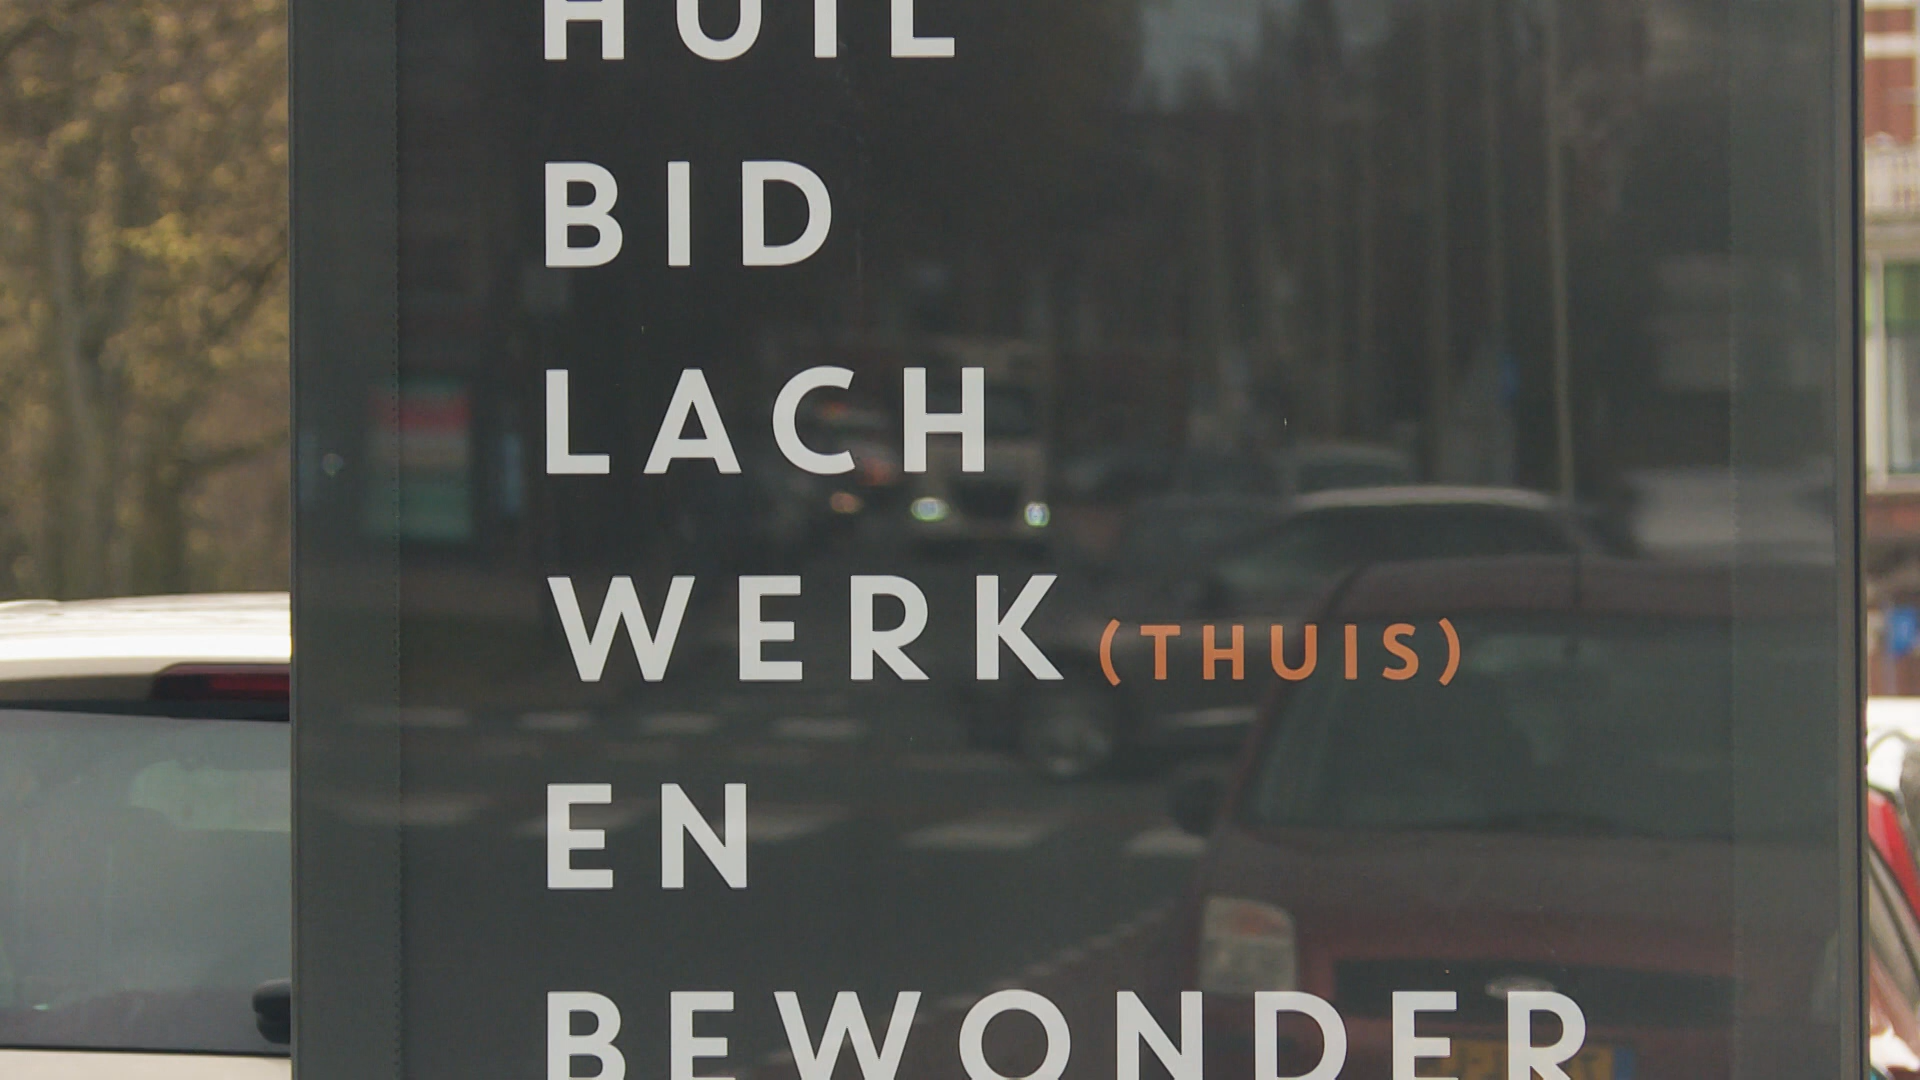 HUIL
BID
LACH
WERK (THUIS)
EN
BEWONDER